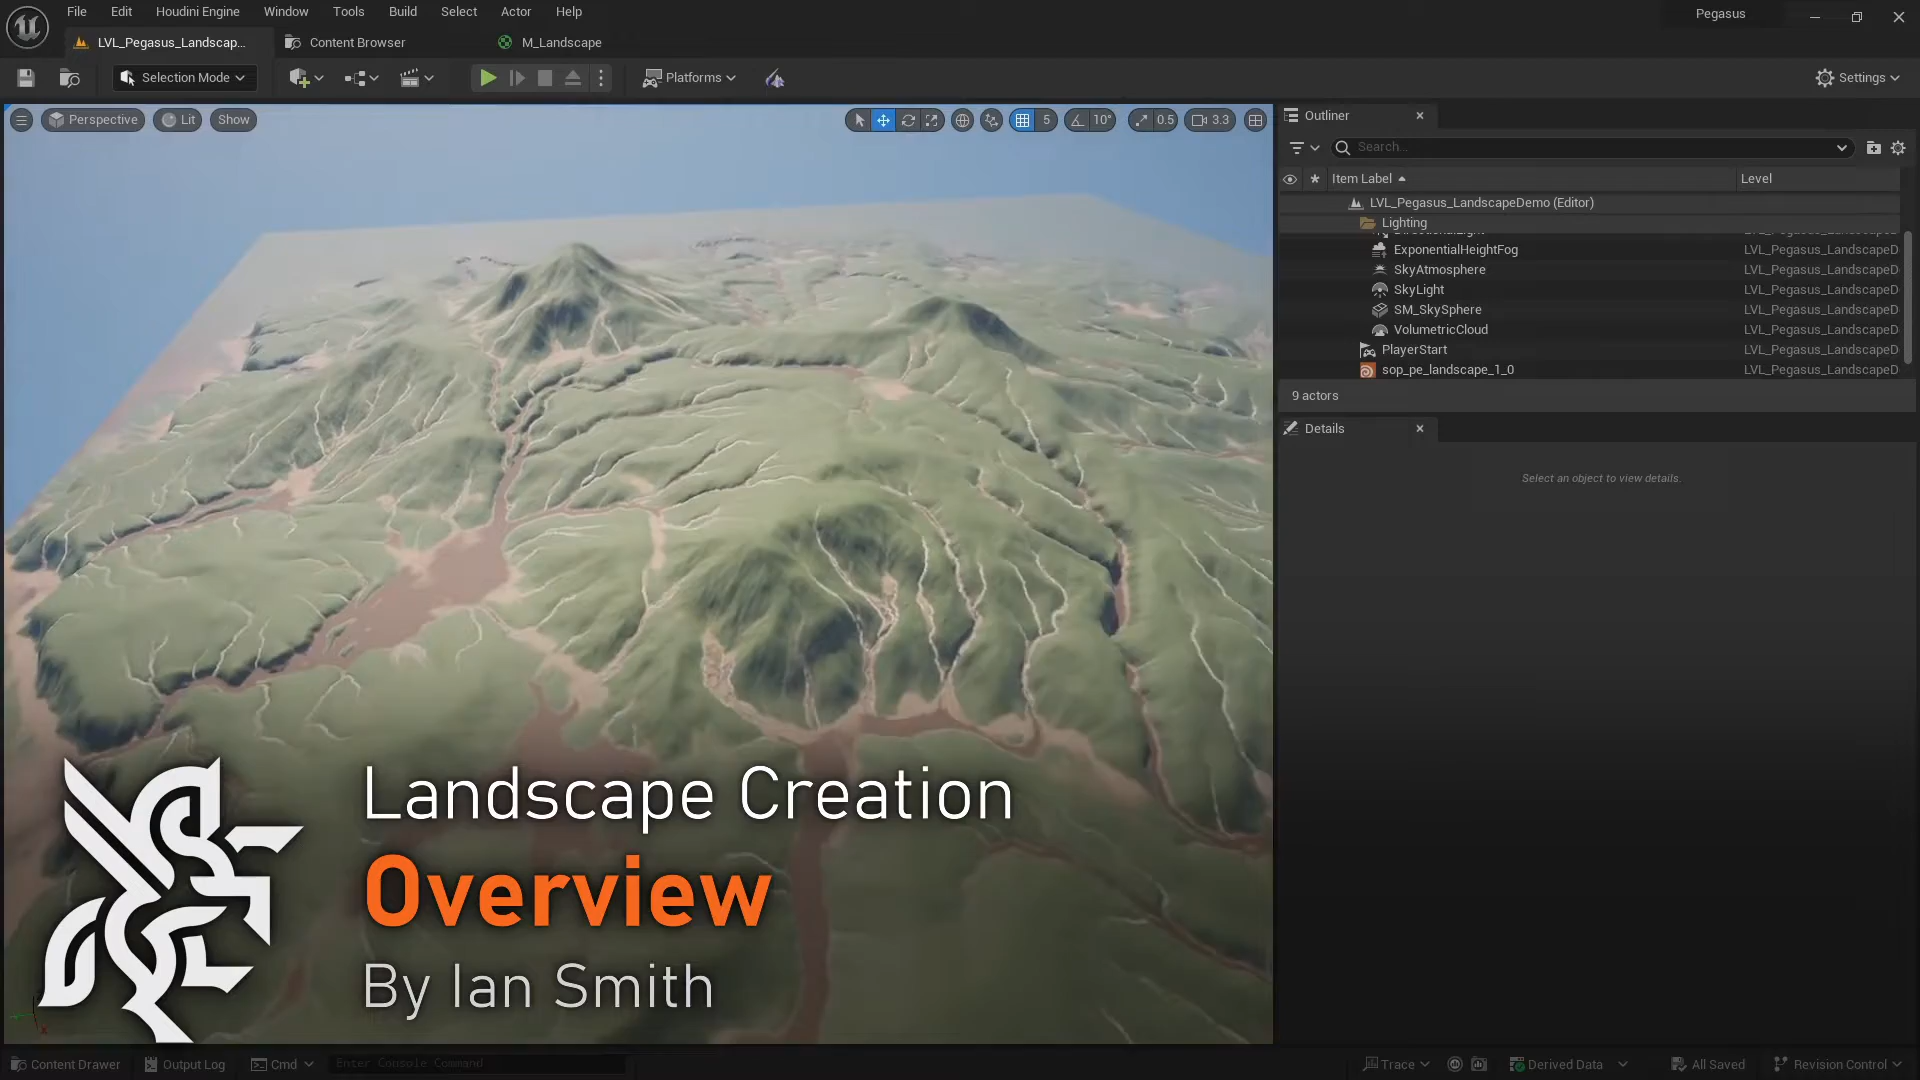 File Edit Houdini Engine Window Tools Build Select Actor Help
Pegasus
LVL_Pegasus_Landscap...
Content Browser
M_Landscape
Selection Mode
Platforms
Settings
Perspective
Lit
Show
5
10°
0.5
3.3
Outliner
Search...
Item Label
Level
LVL_Pegasus_LandscapeDemo (Editor)
Lighting
ExponentialHeightFog LVL_Pegasus_LandscapeD
SkyAtmosphere LVL_Pegasus_LandscapeD
SkyLight LVL_Pegasus_LandscapeD
SM_SkySphere LVL_Pegasus_LandscapeD
VolumetricCloud LVL_Pegasus_LandscapeD
PlayerStart LVL_Pegasus_LandscapeD
sop_pe_landscape_1_0 LVL_Pegasus_LandscapeD
9 actors
Details
Select an object to view details.
Landscape Creation
Overview
By Ian Smith
Content Drawer
Output Log
Cmd
Enter Console Command
Trace
Derived Data
All Saved
Revision Control